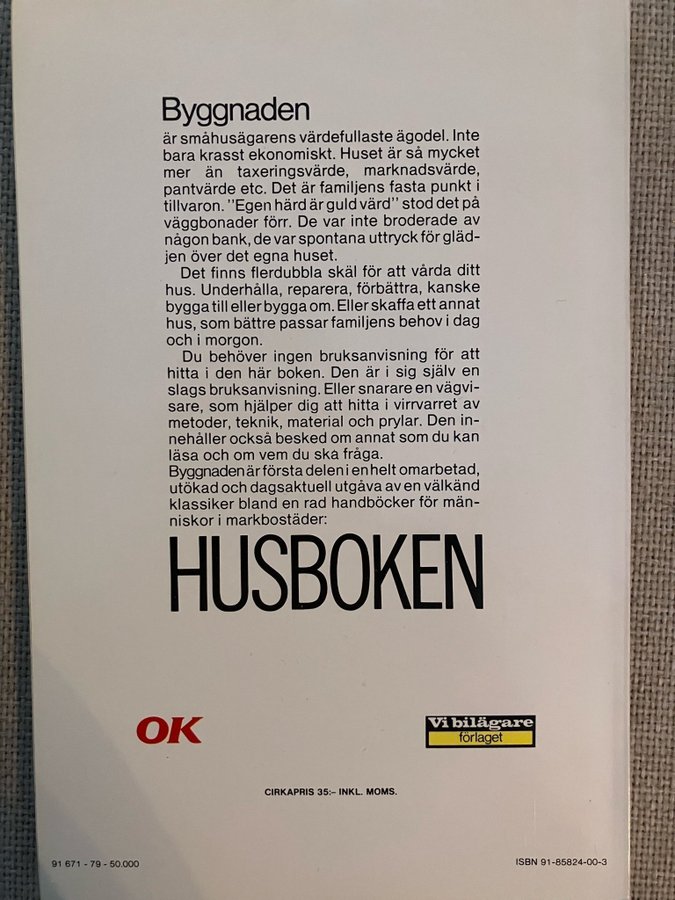 Byggnaden
är småhusägarens värdefullaste ägodel. Inte
bara krasst ekonomiskt. Huset är så mycket
mer än taxeringsvärde, marknadsvärde,
pantvärde etc. Det är familjens fasta punkt i
tillvaron. "Egen härd är guld värd" stod det på
väggbonader förr. De var inte broderade av
någon bank, de var spontana uttryck för gläd-
jen över det egna huset.
Det finns flerdubbla skäl för att vårda ditt
hus. Underhålla, reparera, förbättra, kanske
bygga till eller bygga om. Eller skaffa ett annat
hus, som bättre passar familjens behov i dag
och i morgon.
Du behöver ingen bruksanvisning för att
hitta i den här boken. Den är i sig själv en
slags bruksanvisning. Eller snarare en vägvi-
sare, som hjälper dig att hitta i virrvarret av
metoder, teknik, material och prylar. Den in-
nehåller också besked om annat som du kan
läsa och om vem du ska fråga.
Byggnaden är första delen i en helt omarbetad,
utökad och dagsaktuell utgåva av en välkänd
klassiker bland en rad handböcker för män-
niskor i markbostäder:
HUSBOKEN
OK
Vi bilägare
förlaget
CIRKAPRIS 35:– INKL. MOMS.
91 671 - 79 - 50.000
ISBN 91-85824-00-3